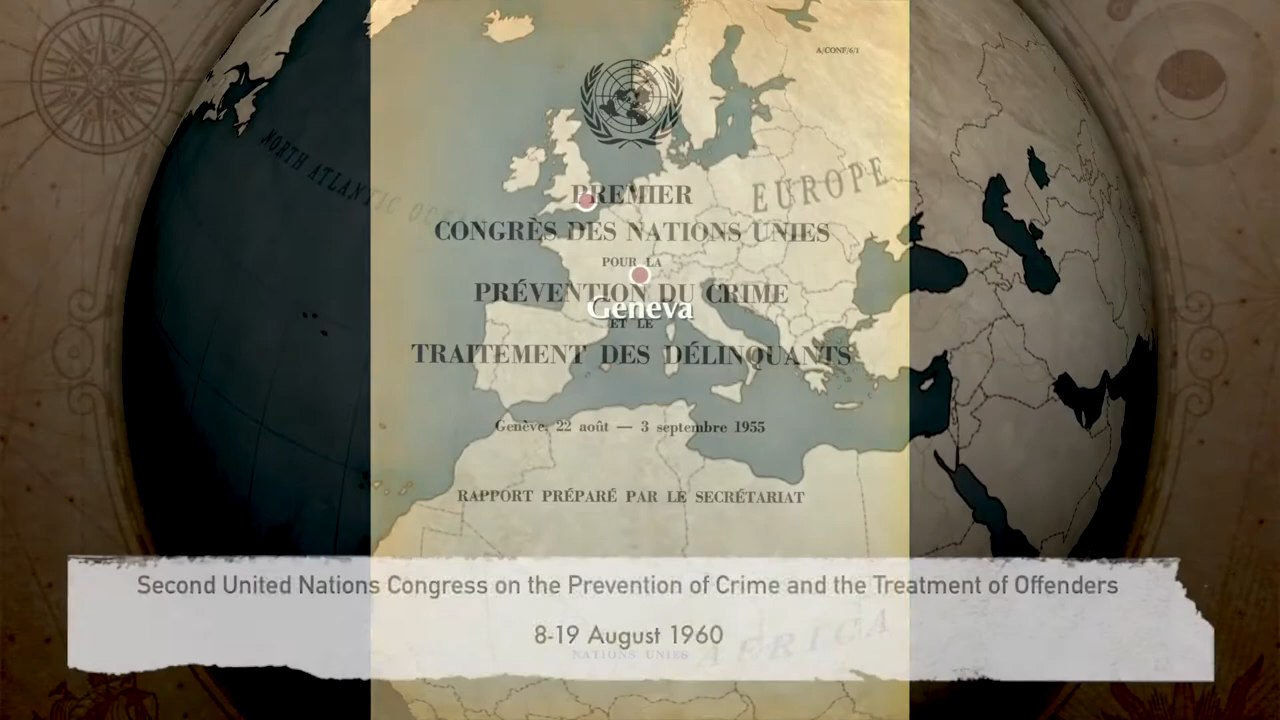 A/CONF/6/1
NORTH ATLANTIC OCEAN
EUROPE
PREMIER
CONGRÈS DES NATIONS UNIES
POUR LA
PRÉVENTION DU CRIME
Geneva
ET LE
TRAITEMENT DES DÉLINQUANTS
Genève, 22 août — 3 septembre 1955
RAPPORT PRÉPARÉ PAR LE SECRÉTARIAT
Second United Nations Congress on the Prevention of Crime and the Treatment of Offenders
8-19 August 1960
AFRICA
NATIONS UNIES